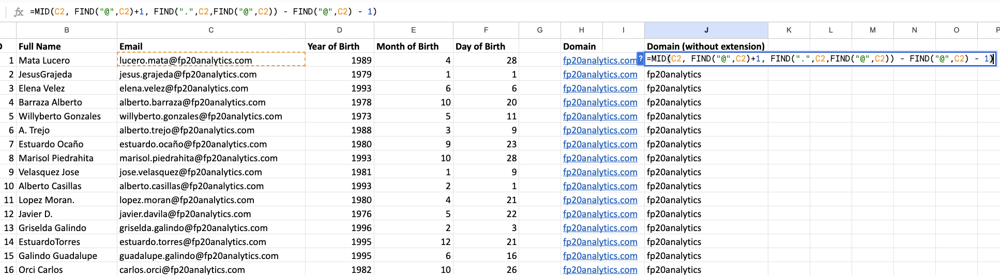 fx =MID(C2, FIND("@",C2)+1, FIND(".",C2,FIND("@",C2)) - FIND("@",C2) - 1)
B C D E F G H I J K L M N O P
D Full Name Email Year of Birth Month of Birth Day of Birth Domain Domain (without extension)
1 Mata Lucero lucero.mata@fp20analytics.com 1989 4 28 fp20analytics.com ? =MID(C2, FIND("@",C2)+1, FIND(".",C2,FIND("@",C2)) - FIND("@",C2) - 1)
2 JesusGrajeda jesus.grajeda@fp20analytics.com 1979 1 1 fp20analytics.com fp20analytics
3 Elena Velez elena.velez@fp20analytics.com 1993 6 6 fp20analytics.com fp20analytics
4 Barraza Alberto alberto.barraza@fp20analytics.com 1978 10 20 fp20analytics.com fp20analytics
5 Willyberto Gonzales willyberto.gonzales@fp20analytics.com 1973 5 11 fp20analytics.com fp20analytics
6 A. Trejo alberto.trejo@fp20analytics.com 1988 3 9 fp20analytics.com fp20analytics
7 Estuardo Ocaño estuardo.ocaño@fp20analytics.com 1980 9 23 fp20analytics.com fp20analytics
8 Marisol Piedrahita marisol.piedrahita@fp20analytics.com 1993 10 28 fp20analytics.com fp20analytics
9 Velasquez Jose jose.velasquez@fp20analytics.com 1981 1 9 fp20analytics.com fp20analytics
10 Alberto Casillas alberto.casillas@fp20analytics.com 1993 2 1 fp20analytics.com fp20analytics
11 Lopez Moran. lopez.moran@fp20analytics.com 1980 4 21 fp20analytics.com fp20analytics
12 Javier D. javier.davila@fp20analytics.com 1976 5 22 fp20analytics.com fp20analytics
13 Griselda Galindo griselda.galindo@fp20analytics.com 1996 2 3 fp20analytics.com fp20analytics
14 EstuardoTorres estuardo.torres@fp20analytics.com 1995 12 21 fp20analytics.com fp20analytics
15 Galindo Guadalupe guadalupe.galindo@fp20analytics.com 1995 6 16 fp20analytics.com fp20analytics
16 Orci Carlos carlos.orci@fp20analytics.com 1982 10 26 fp20analytics.com fp20analytics